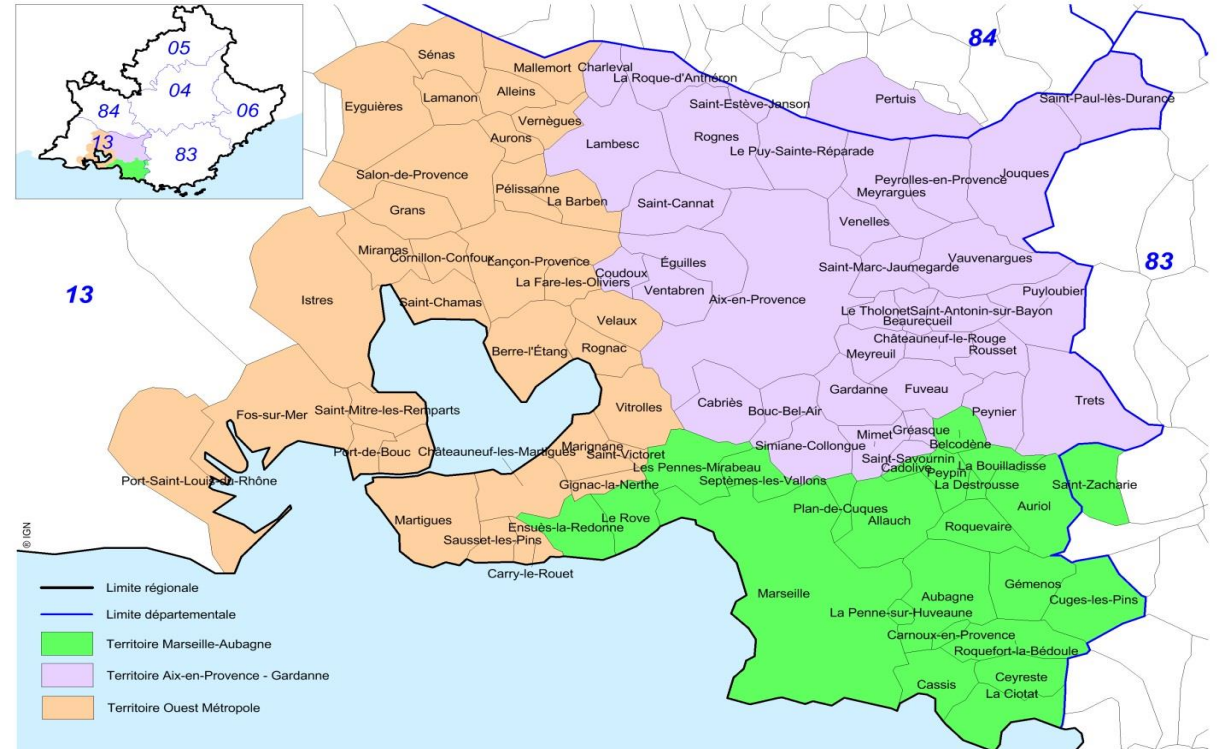 05
04
84
06
13
83
84
83
13
Sénas
Mallemort
Charleval
La Roque-d'Anthéron
Eyguières
Lamanon
Alleins
Saint-Estève-Janson
Pertuis
Saint-Paul-lès-Durance
Vernègues
Aurons
Lambesc
Rognes
Le Puy-Sainte-Réparade
Salon-de-Provence
Pélissanne
La Barben
Peyrolles-en-Provence
Jouques
Meyrargues
Grans
Saint-Cannat
Venelles
Miramas
Cornillon-Confoux
Lançon-Provence
Éguilles
Saint-Marc-Jaumegarde
Vauvenargues
Coudoux
La Fare-les-Oliviers
Ventabren
Aix-en-Provence
Puyloubier
Istres
Saint-Chamas
Velaux
Le Tholonet
Saint-Antonin-sur-Bayon
Beaurecueil
Berre-l'Étang
Rognac
Châteauneuf-le-Rouge
Rousset
Meyreuil
Gardanne
Fuveau
Trets
Fos-sur-Mer
Saint-Mitre-les-Remparts
Vitrolles
Cabriès
Bouc-Bel-Air
Peynier
Port-de-Bouc
Châteauneuf-les-Martigues
Marignane
Saint-Victoret
Simiane-Collongue
Mimet
Gréasque
Belcodène
Saint-Savournin
Cadolive
Peypin
La Bouilladisse
La Destrousse
Port-Saint-Louis-du-Rhône
Gignac-la-Nerthe
Les Pennes-Mirabeau
Septèmes-les-Vallons
Saint-Zacharie
Plan-de-Cuques
Allauch
Auriol
Roquevaire
Martigues
Ensuès-la-Redonne
Le Rove
Sausset-les-Pins
Carry-le-Rouet
Marseille
Aubagne
Gémenos
Cuges-les-Pins
La Penne-sur-Huveaune
Carnoux-en-Provence
Roquefort-la-Bédoule
Cassis
Ceyreste
La Ciotat
© IGN
Limite régionale
Limite départementale
Territoire Marseille-Aubagne
Territoire Aix-en-Provence - Gardanne
Territoire Ouest Métropole